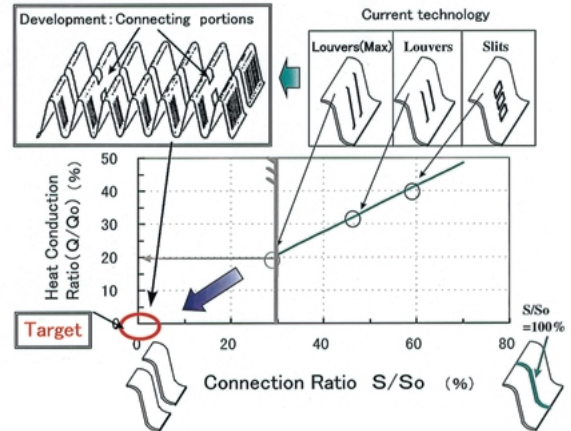 Development:Connecting portions
Current technology
Louvers(Max)
Louvers
Slits
Heat Conduction
Ratio(Q/Qo) (%)
50
40
30
20
10
0
Target
0
20
40
60
80
Connection Ratio S/So (%)
S/So
=100%